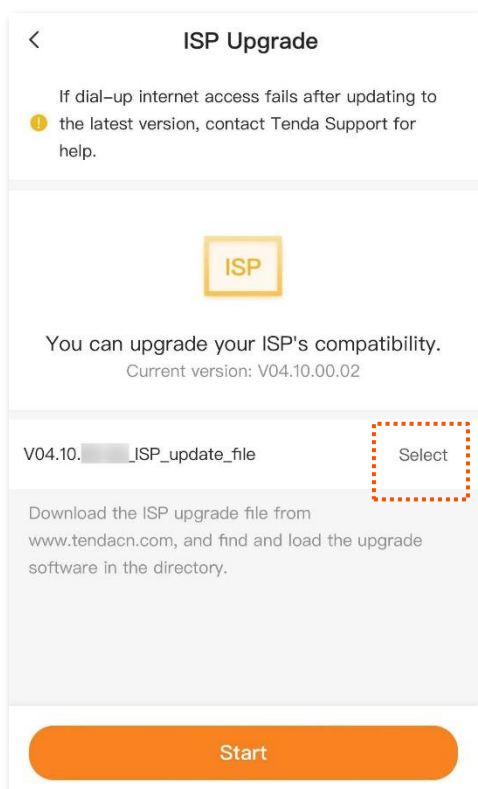 ISP Upgrade
If dial-up internet access fails after updating to
the latest version, contact Tenda Support for
help.
ISP
You can upgrade your ISP's compatibility.
Current version: V04.10.00.02
V04.10. _ISP_update_file
Select
Download the ISP upgrade file from
www.tendacn.com, and find and load the upgrade
software in the directory.
Start